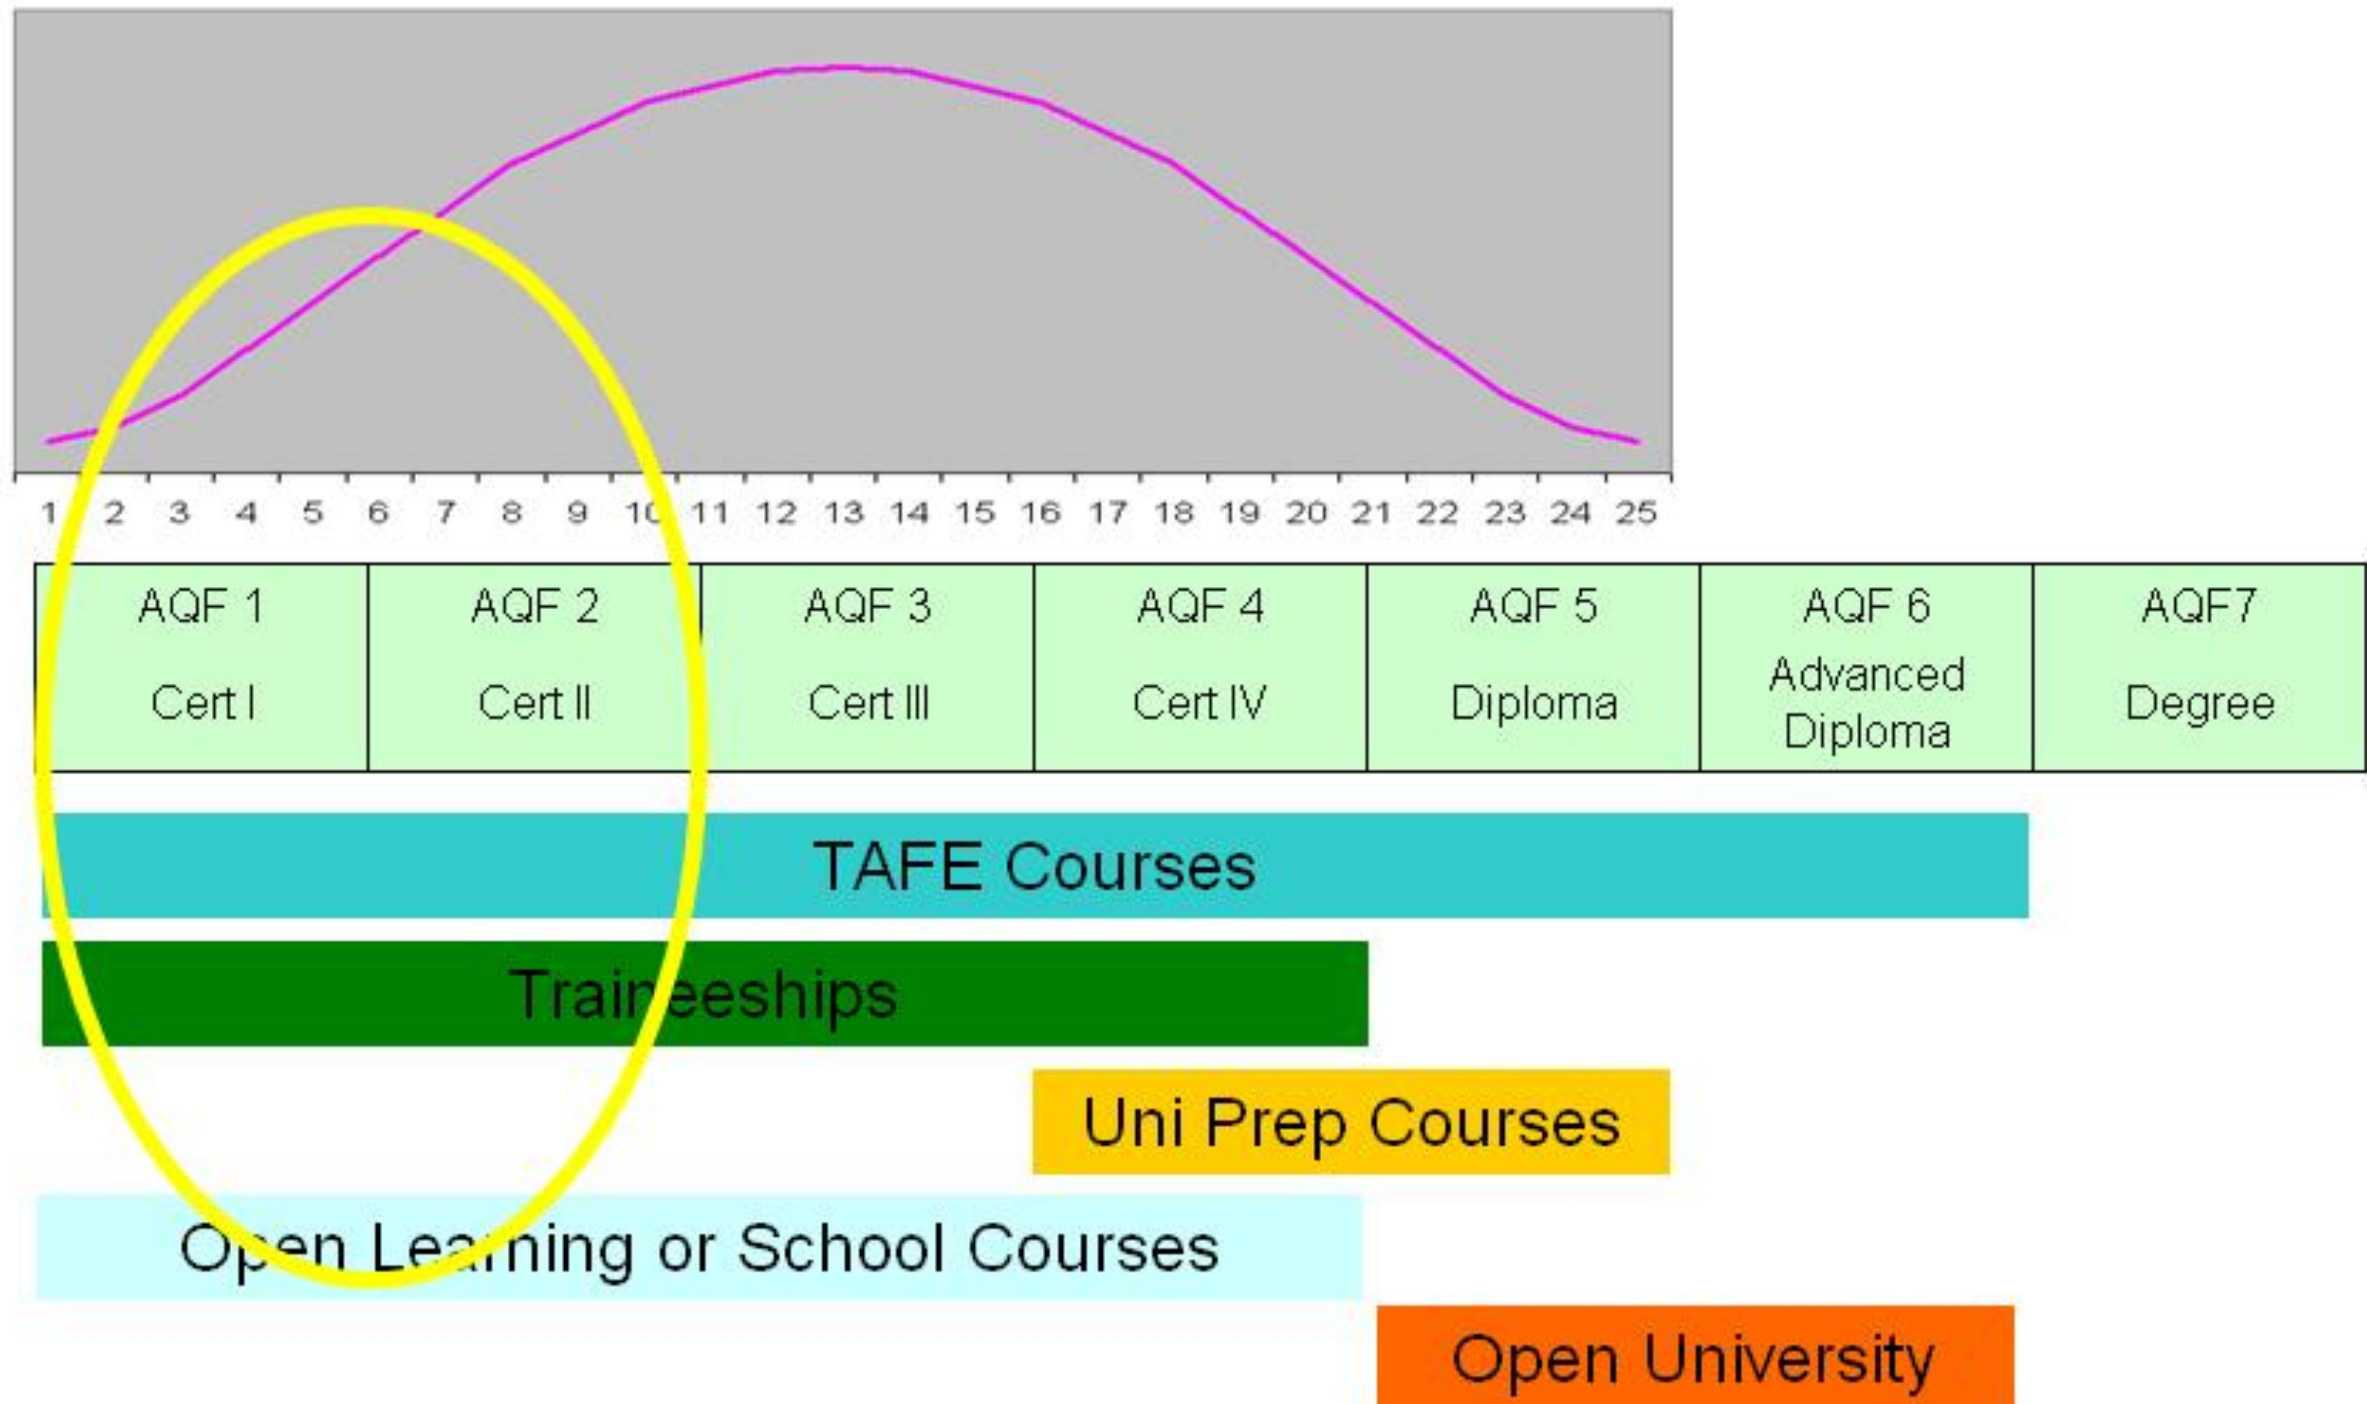 1 2 3 4 5 6 7 8 9 10 11 12 13 14 15 16 17 18 19 20 21 22 23 24 25
AQF 1 AQF 2 AQF 3 AQF 4 AQF 5 AQF 6 AQF7
Cert I Cert II Cert III Cert IV Diploma Advanced Diploma Degree
TAFE Courses
Traineeships
Uni Prep Courses
Open Learning or School Courses
Open University